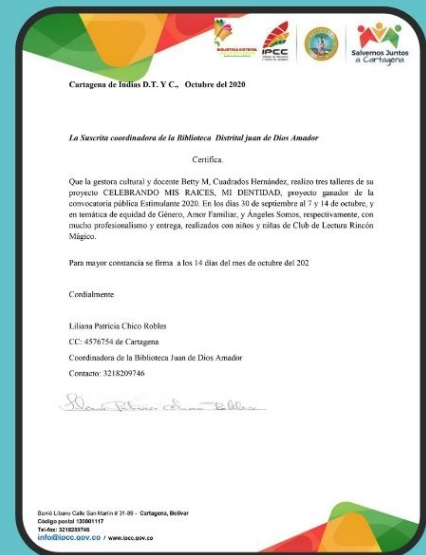 BIBLIOTECA DISTRITAL
IPCC
Salvemos Juntos
a Cartagena
Cartagena de Indias D.T. Y C., Octubre del 2020
La Suscrita coordinadora de la Biblioteca Distrital juan de Dios Amador
Certifica.
Que la gestora cultural y docente Betty M, Cuadrados Hernández, realizo tres talleres de su
proyecto CELEBRANDO MIS RAICES, MI DENTIDAD, proyecto ganador de la
convocatoria pública Estimulante 2020. En los días 30 de septiembre al 7 y 14 de octubre, y
en temática de equidad de Género, Amor Familiar, y Ángeles Somos, respectivamente, con
mucho profesionalismo y entrega, realizados con niños y niñas de Club de Lectura Rincón
Mágico.
Para mayor constancia se firma a los 14 días del mes de octubre del 202
Cordialmente
Liliana Patricia Chico Robles
CC: 4576754 de Cartagena
Coordinadora de la Biblioteca Juan de Dios Amador
Contacto: 3218209746
Barrió Líbano Calle San Martin # 31-89 - Cartagena, Bolívar
Código postal 130001117
Tel-fax: 3218209746
info@ipcc.gov.co / www.ipcc.gov.co